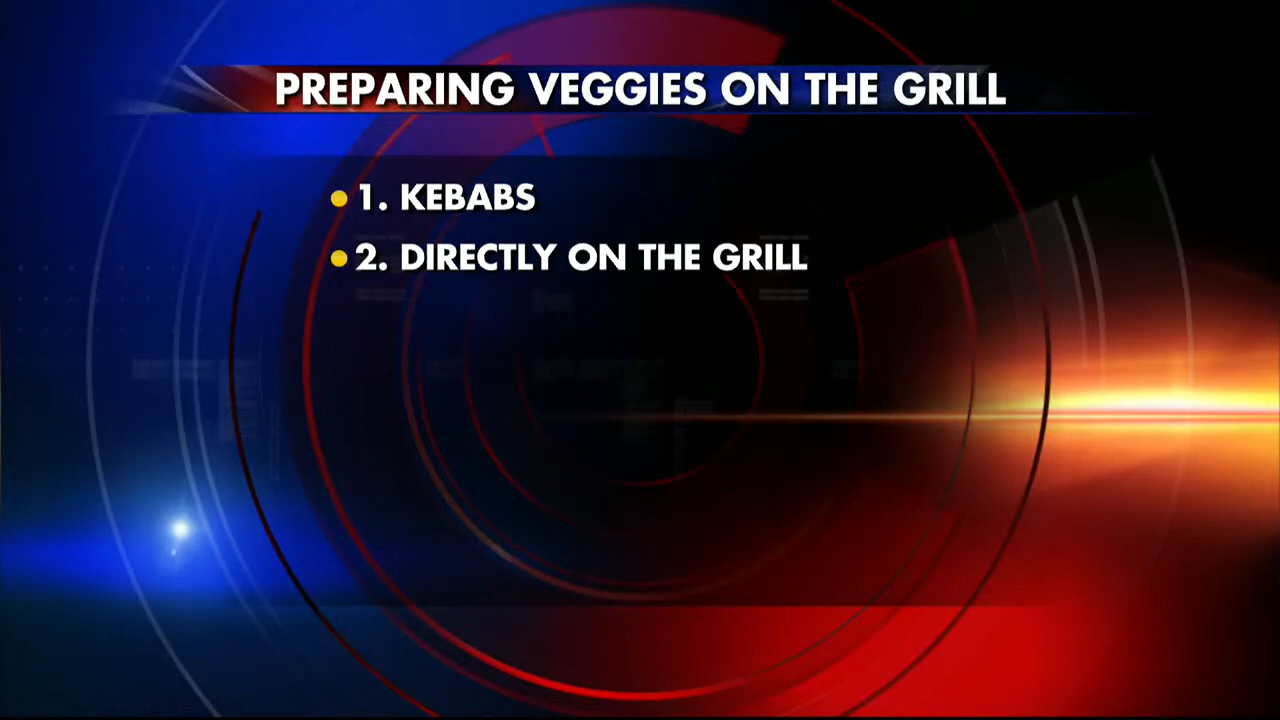 PREPARING VEGGIES ON THE GRILL
1. KEBABS
2. DIRECTLY ON THE GRILL